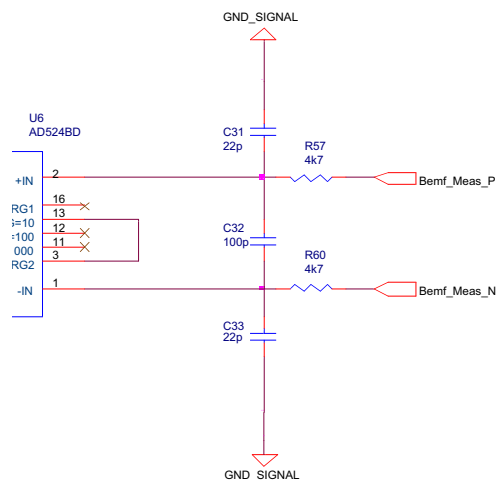 GND_SIGNAL
U6
AD524BD
C31
22p
R57
4k7
+IN
2
Bemf_Meas_P
RG1
16
G=10
13
=100
12
000
11
RG2
3
C32
100p
R60
4k7
-IN
1
Bemf_Meas_N
C33
22p
GND_SIGNAL